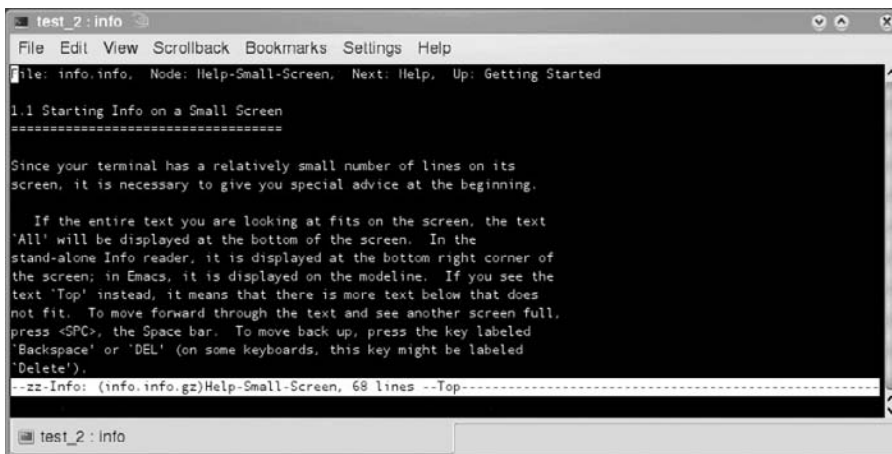 test_2 : info
File Edit View Scrollback Bookmarks Settings Help
File: info.info, Node: Help-Small-Screen, Next: Help, Up: Getting Started
1.1 Starting Info on a Small Screen
===================================
Since your terminal has a relatively small number of lines on its
screen, it is necessary to give you special advice at the beginning.
If the entire text you are looking at fits on the screen, the text
`All' will be displayed at the bottom of the screen. In the
stand-alone Info reader, it is displayed at the bottom right corner of
the screen; in Emacs, it is displayed on the modeline. If you see the
text `Top' instead, it means that there is more text below that does
not fit. To move forward through the text and see another screen full,
press <SPC>, the Space bar. To move back up, press the key labeled
`Backspace' or `DEL' (on some keyboards, this key might be labeled
`Delete').
--zz-Info: (info.info.gz)Help-Small-Screen, 68 lines --Top-------------------------------------------------------
test_2 : info